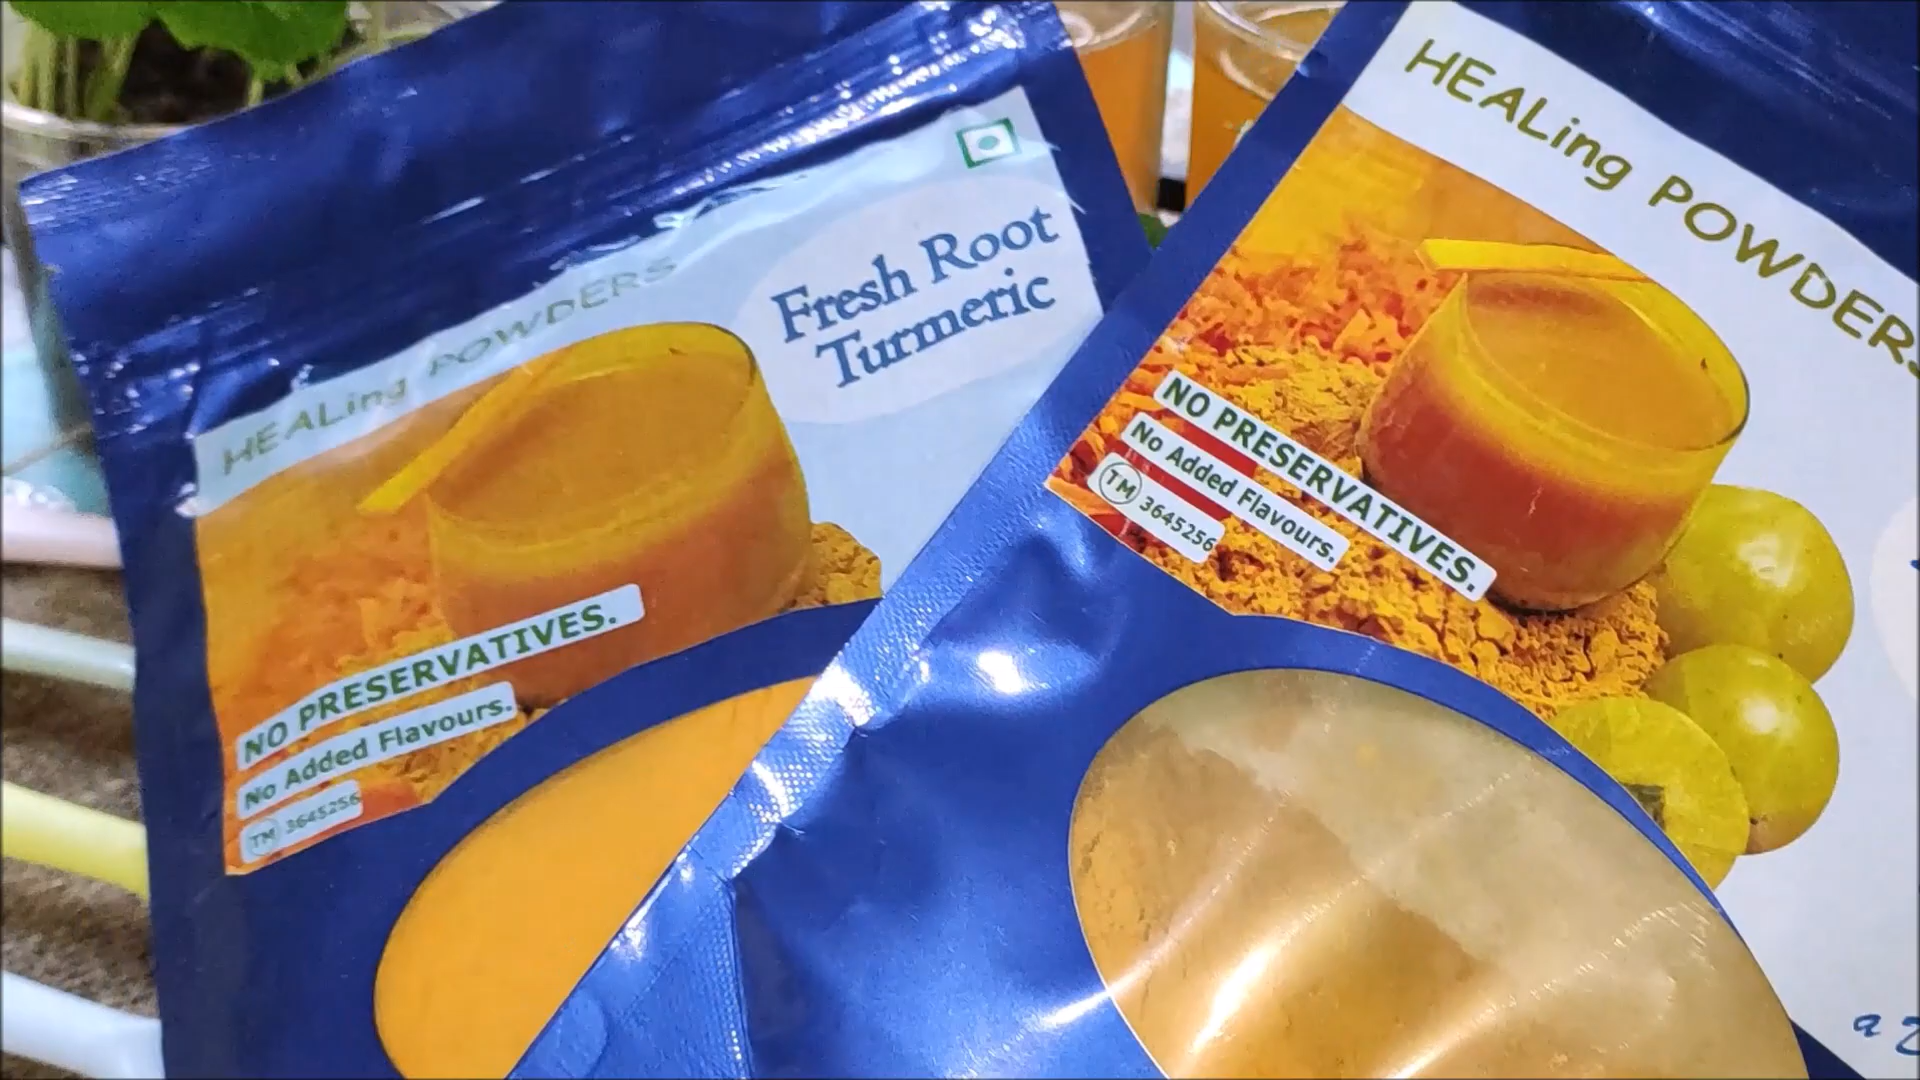 HEALing POWDERS
Fresh Root
Turmeric
NO PRESERVATIVES.
No Added Flavours.
TM 3645256
HEALing POWDERS
NO PRESERVATIVES.
No Added Flavours.
TM 3645256
a